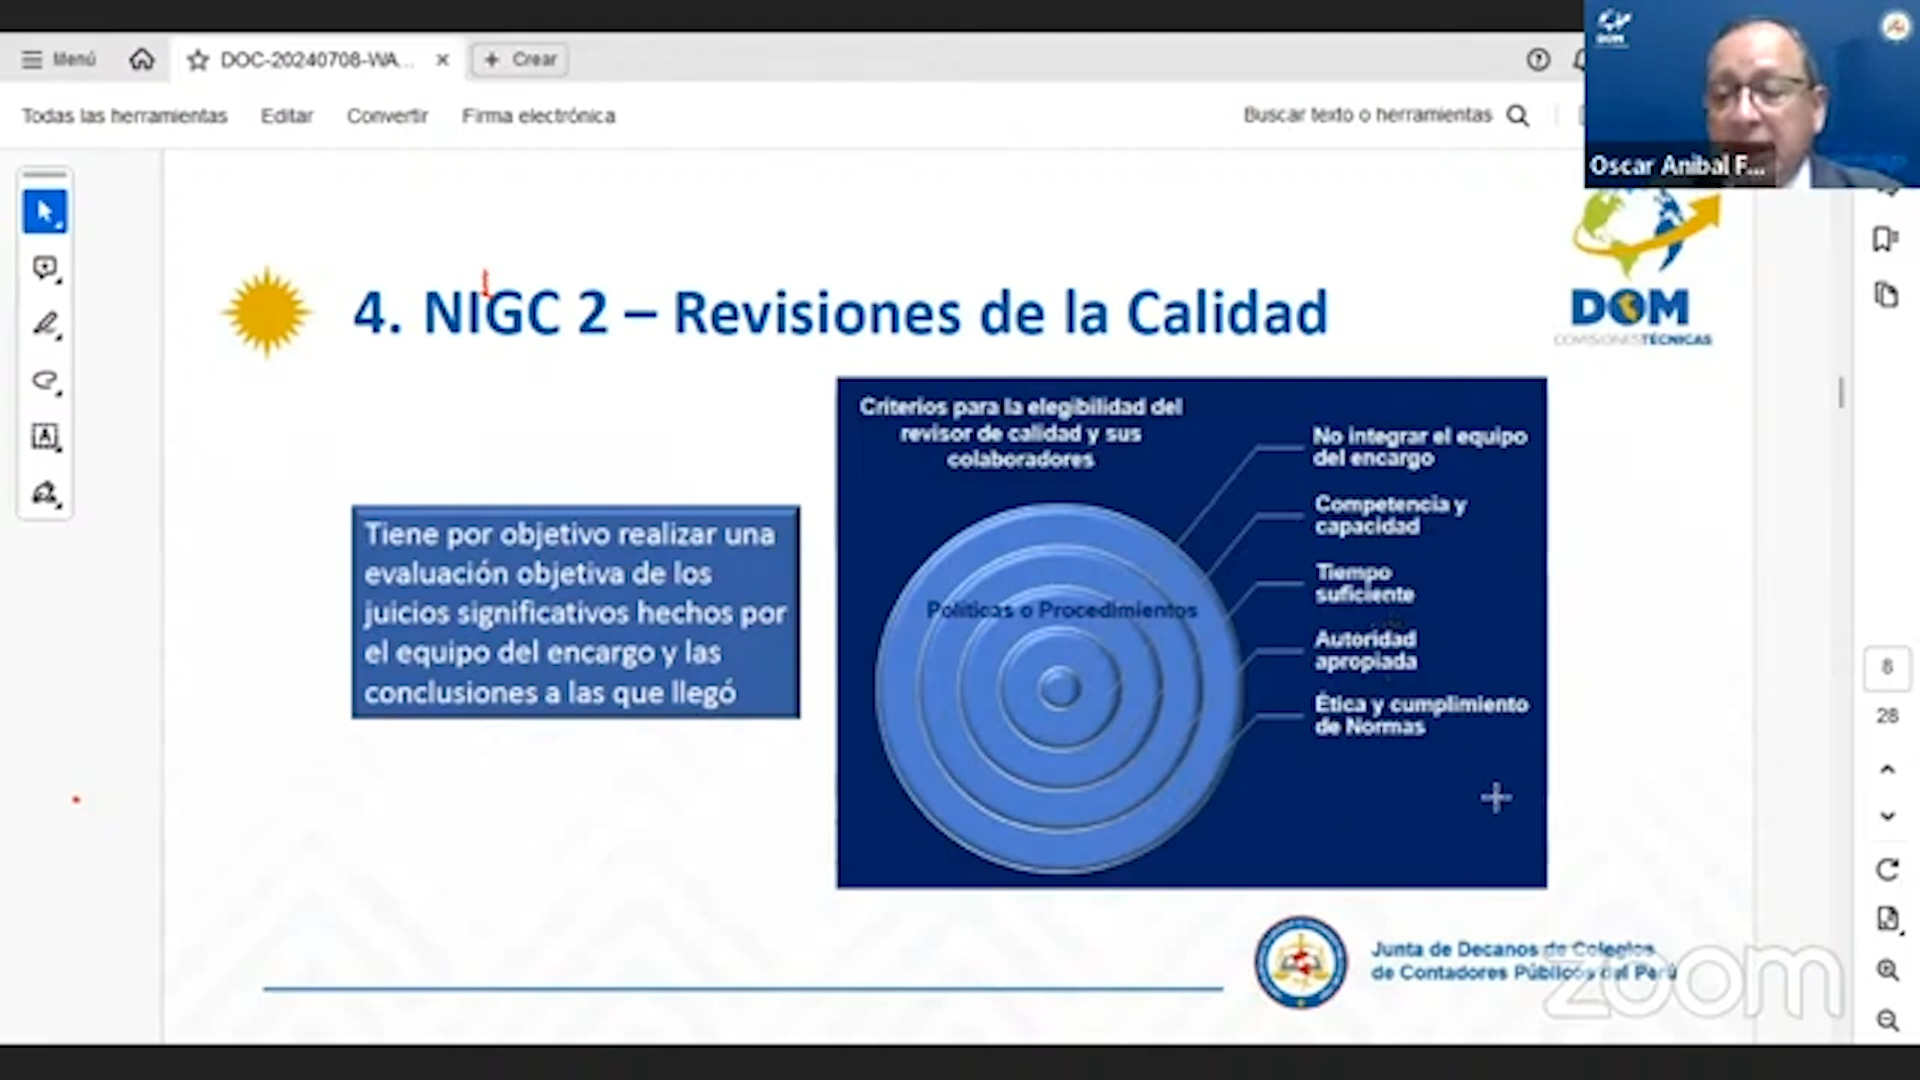 Menú
DOC-20240708-WA...
Crear
Todas las herramientas
Editar
Convertir
Firma electrónica
Buscar texto o herramientas
DOM
Oscar Anibal F...
4. NIGC 2 – Revisiones de la Calidad
DOM
COMISIONES TÉCNICAS
Criterios para la elegibilidad del
revisor de calidad y sus
colaboradores
No integrar el equipo
del encargo
Competencia y
capacidad
Tiempo
suficiente
Autoridad
apropiada
Ética y cumplimiento
de Normas
Políticas o Procedimientos
Tiene por objetivo realizar una
evaluación objetiva de los
juicios significativos hechos por
el equipo del encargo y las
conclusiones a las que llegó
8
28
Junta de Decanos de Colegios
de Contadores Públicos del Perú
zoom